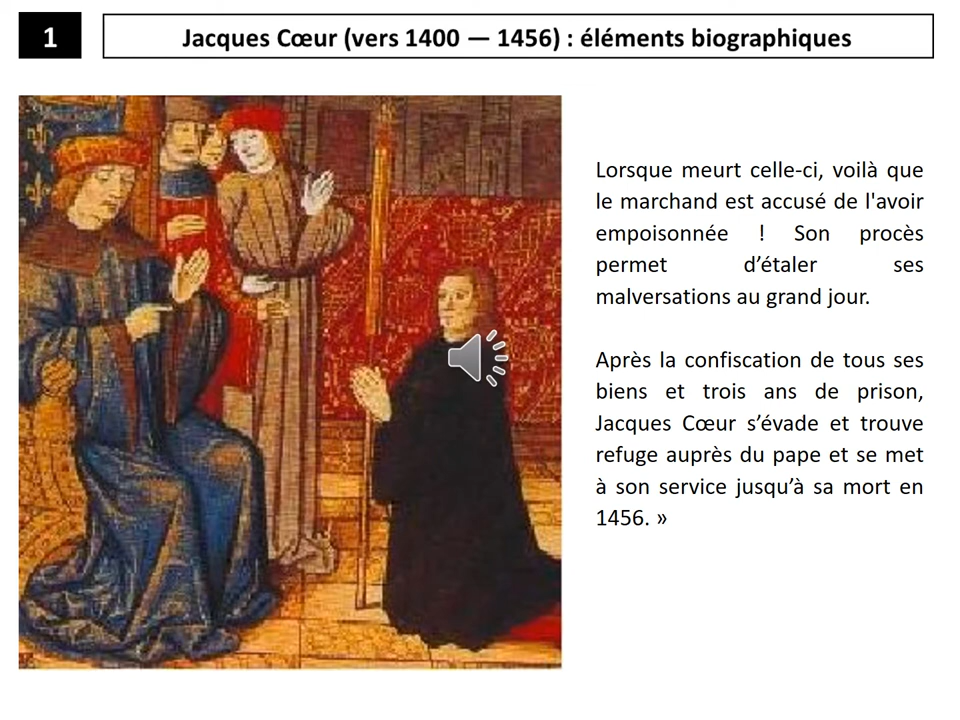 1
Jacques Cœur (vers 1400 — 1456) : éléments biographiques
Lorsque meurt celle-ci, voilà que
le marchand est accusé de l'avoir
empoisonnée ! Son procès
permet d’étaler ses
malversations au grand jour.
Après la confiscation de tous ses
biens et trois ans de prison,
Jacques Cœur s’évade et trouve
refuge auprès du pape et se met
à son service jusqu’à sa mort en
1456. »